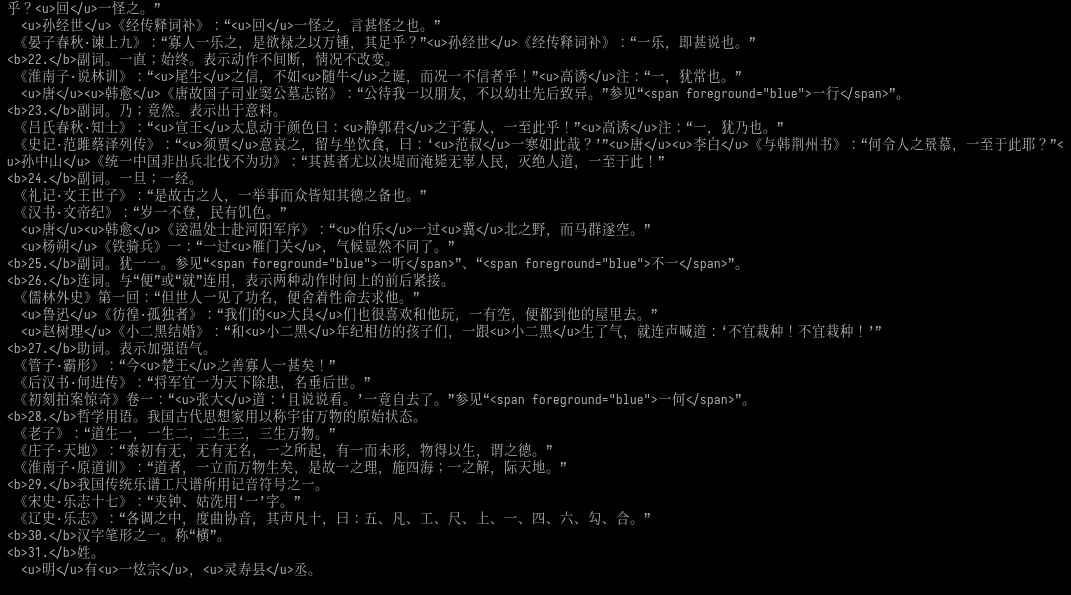 乎？<u>回</u>一怪之。”
<u>孙经世</u>《经传释词补》：“<u>回</u>一怪，言甚怪之也。”
《晏子春秋·谏上九》：“寡人一乐之，是欲禄之以万锺，其足乎？”<u>孙经世</u>《经传释词补》：“一乐，即甚说也。”
<b>22.</b>副词。一直；始终。表示动作不间断，情况不改变。
《淮南子·说林训》：“<u>尾生</u>之信，不如<u>随牛</u>之诞，而况一不信者乎！”<u>高诱</u>注：“一，犹常也。”
<u>唐</u><u>韩愈</u>《唐故国子司业窦公墓志铭》：“公待我一以朋友，不以幼壮先后致异。”参见“<span foreground="blue">一行</span>”。
<b>23.</b>副词。乃；竟然。表示出于意料。
《吕氏春秋·知士》：“<u>宣王</u>太息动于颜色曰：<u>静郭君</u>之于寡人，一至此乎！”<u>高诱</u>注：“一，犹乃也。”
《史记·范雎蔡泽列传》：“<u>须贾</u>意哀之，留与坐饮食，曰：‘<u>范叔</u>一寒如此哉？’”<u>唐</u><u>李白</u>《与韩荆州书》：“何令人之景慕，一至于此耶？”<
u>孙中山</u>《统一中国非出兵北伐不为功》：“其甚者尤以决堤而淹毙无辜人民，灭绝人道，一至于此！”
<b>24.</b>副词。一旦；一经。
《礼记·文王世子》：“是故古之人，一举事而众皆知其德之备也。”
《汉书·文帝纪》：“岁一不登，民有饥色。”
<u>唐</u><u>韩愈</u>《送温处士赴河阳军序》：“<u>伯乐</u>一过<u>冀</u>北之野，而马群遂空。”
<u>杨朔</u>《铁骑兵》一：“一过<u>雁门关</u>，气候显然不同了。”
<b>25.</b>副词。犹一一。参见“<span foreground="blue">一听</span>”、“<span foreground="blue">不一</span>”。
<b>26.</b>连词。与“便”或“就”连用，表示两种动作时间上的前后紧接。
《儒林外史》第一回：“但世人一见了功名，便舍着性命去求他。”
<u>鲁迅</u>《彷徨·孤独者》：“我们的<u>大良</u>们也很喜欢和他玩，一有空，便都到他的屋里去。”
<u>赵树理</u>《小二黑结婚》：“和<u>小二黑</u>年纪相仿的孩子们，一跟<u>小二黑</u>生了气，就连声喊道：‘不宜栽种！不宜栽种！’”
<b>27.</b>助词。表示加强语气。
《管子·霸形》：“今<u>楚王</u>之善寡人一甚矣！”
《后汉书·何进传》：“将军宜一为天下除患，名垂后世。”
《初刻拍案惊奇》卷一：“<u>张大</u>道：‘且说说看。’一竟自去了。”参见“<span foreground="blue">一何</span>”。
<b>28.</b>哲学用语。我国古代思想家用以称宇宙万物的原始状态。
《老子》：“道生一，一生二，二生三，三生万物。”
《庄子·天地》：“泰初有无，无有无名，一之所起，有一而未形，物得以生，谓之德。”
《淮南子·原道训》：“道者，一立而万物生矣，是故一之理，施四海；一之解，际天地。”
<b>29.</b>我国传统乐谱工尺谱所用记音符号之一。
《宋史·乐志十七》：“夹钟、姑洗用‘一’字。”
《辽史·乐志》：“各调之中，度曲协音，其声凡十，曰：五、凡、工、尺、上、一、四、六、勾、合。”
<b>30.</b>汉字笔形之一。称“横”。
<b>31.</b>姓。
<u>明</u>有<u>一炫宗</u>，<u>灵寿县</u>丞。